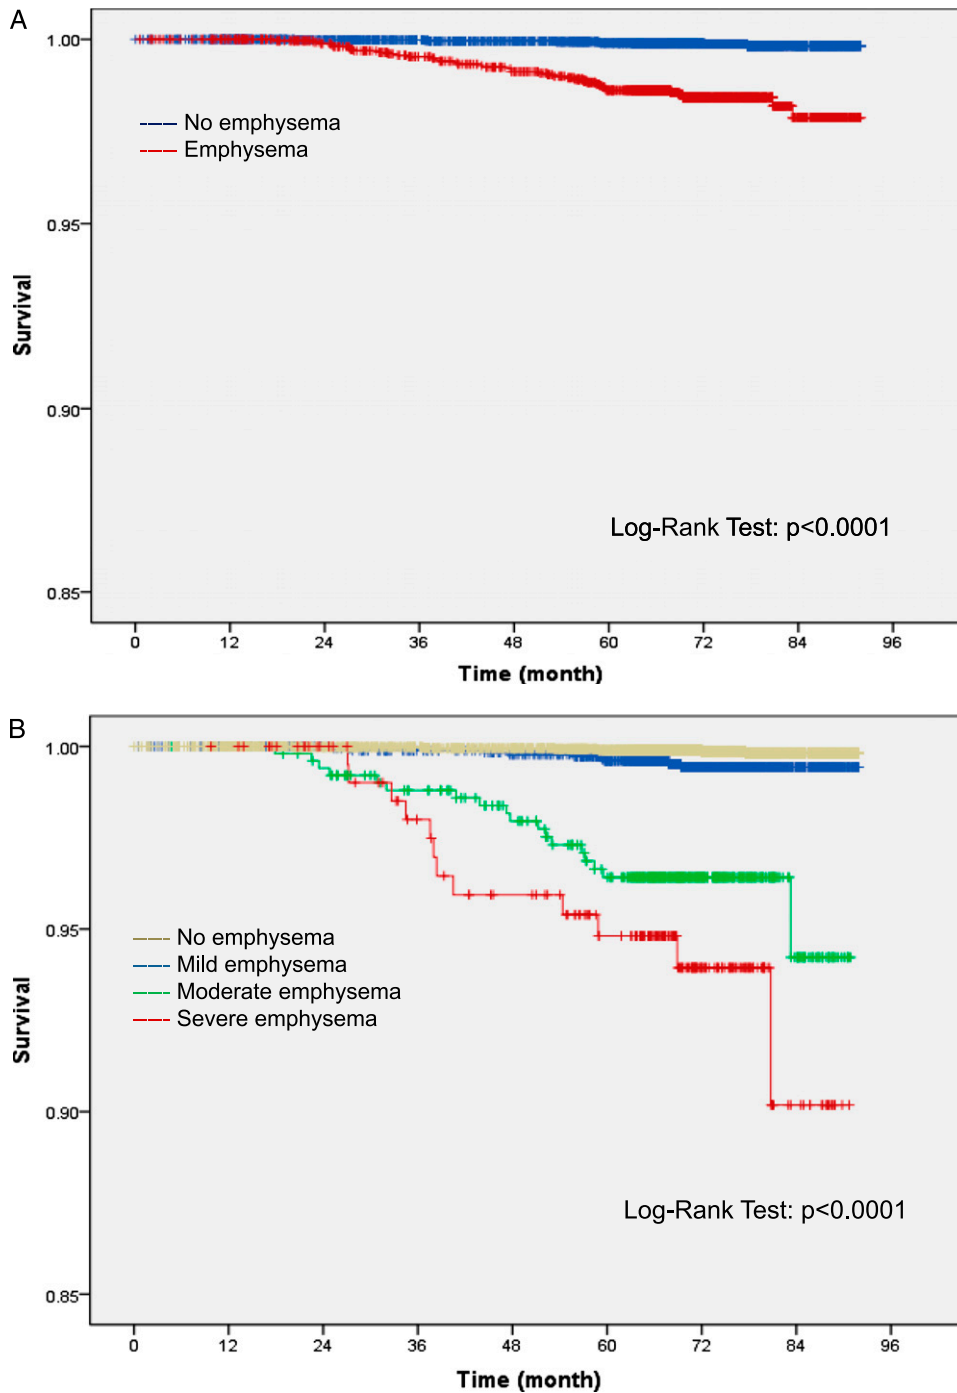 A
1.00
No emphysema
Emphysema
0.95
Survival
0.90
Log-Rank Test: p<0.0001
0.85
0 12 24 36 48 60 72 84 96
Time (month)
B
1.00
0.95
No emphysema
Mild emphysema
Moderate emphysema
Severe emphysema
Survival
0.90
Log-Rank Test: p<0.0001
0.85
0 12 24 36 48 60 72 84 96
Time (month)